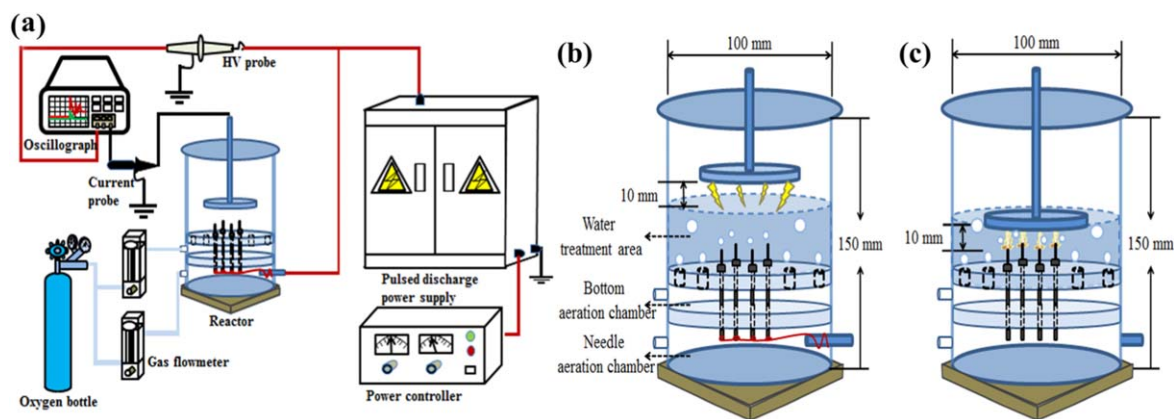 (a)
HV probe
Oscillograph
Current
probe
Reactor
Gas flowmeter
Oxygen bottle
Pulsed discharge
power supply
Power controller
(b)
100 mm
10 mm
Water
treatment area
150 mm
Bottom
aeration chamber
Needle
aeration chamber
(c)
100 mm
10 mm
150 mm